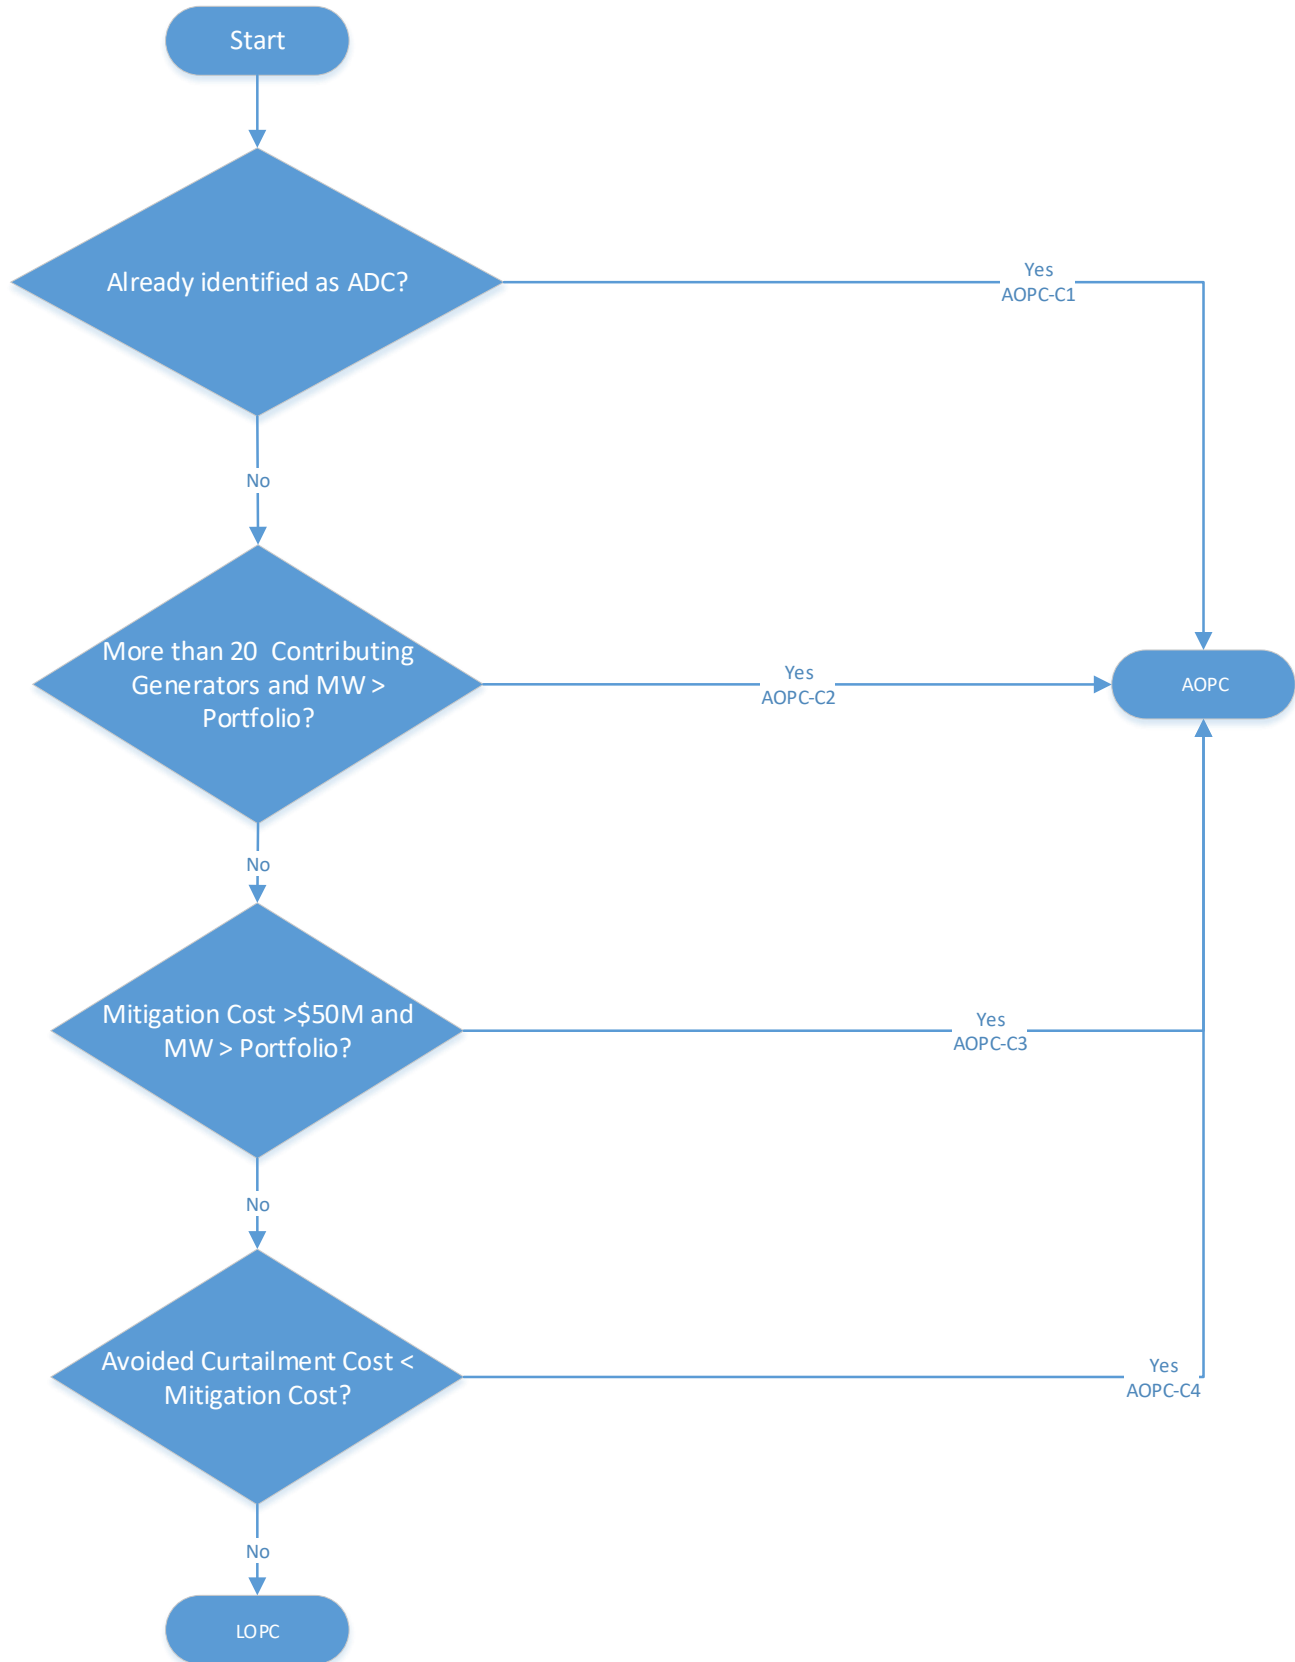 Start
Already identified as ADC?
Yes
AOPC-C1
No
More than 20 Contributing
Generators and MW >
Portfolio?
Yes
AOPC-C2
AOPC
No
Mitigation Cost >$50M and
MW > Portfolio?
Yes
AOPC-C3
No
Avoided Curtailment Cost <
Mitigation Cost?
Yes
AOPC-C4
No
LOPC